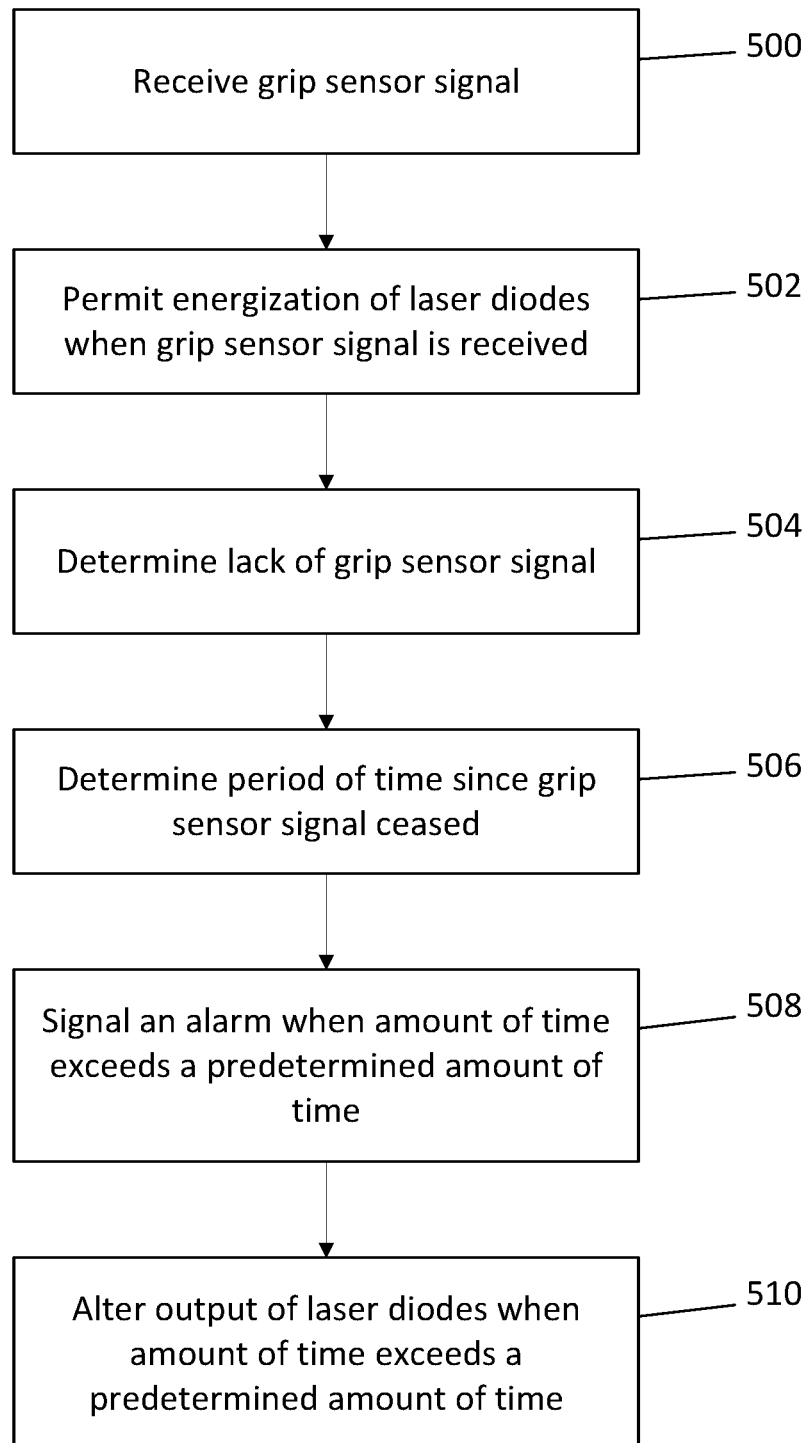 Receive grip sensor signal
500
Permit energization of laser diodes
when grip sensor signal is received
502
Determine lack of grip sensor signal
504
Determine period of time since grip
sensor signal ceased
506
Signal an alarm when amount of time
exceeds a predetermined amount of
time
508
Alter output of laser diodes when
amount of time exceeds a
predetermined amount of time
510